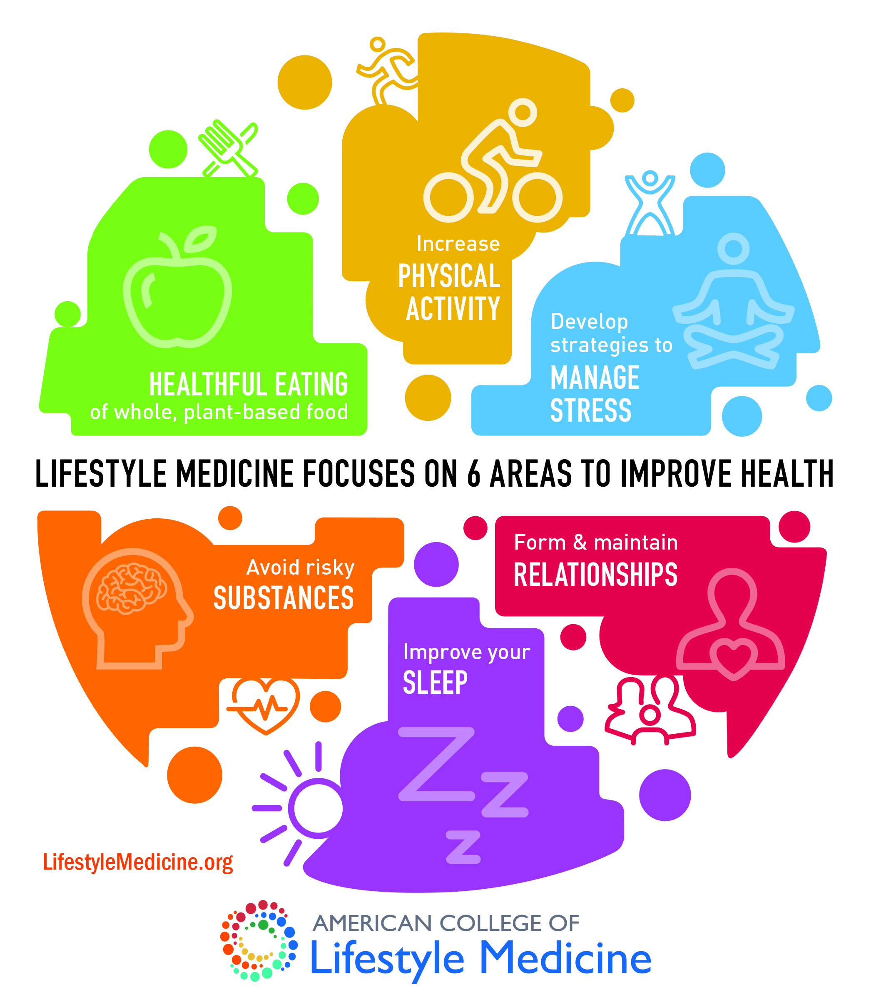 Increase
PHYSICAL
ACTIVITY
Develop
strategies to
MANAGE
STRESS
HEALTHFUL EATING
of whole, plant-based food
LIFESTYLE MEDICINE FOCUSES ON 6 AREAS TO IMPROVE HEALTH
Avoid risky
SUBSTANCES
Form & maintain
RELATIONSHIPS
Improve your
SLEEP
Z
Z
Z
LifestyleMedicine.org
AMERICAN COLLEGE OF
Lifestyle Medicine